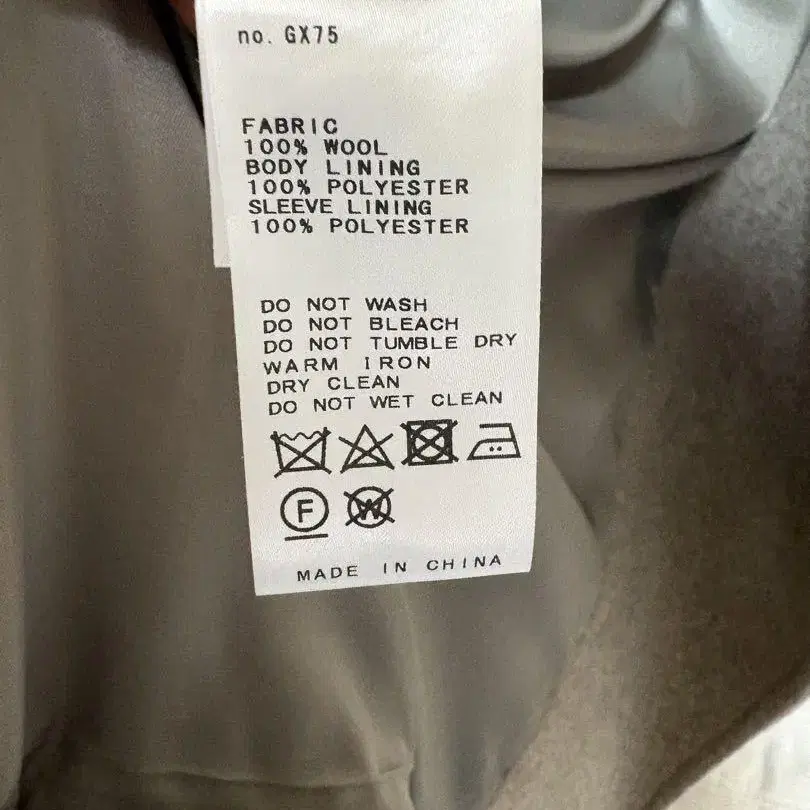 no. GX75
FABRIC
100% WOOL
BODY LINING
100% POLYESTER
SLEEVE LINING
100% POLYESTER
DO NOT WASH
DO NOT BLEACH
DO NOT TUMBLE DRY
WARM IRON
DRY CLEAN
DO NOT WET CLEAN
F W
MADE IN CHINA